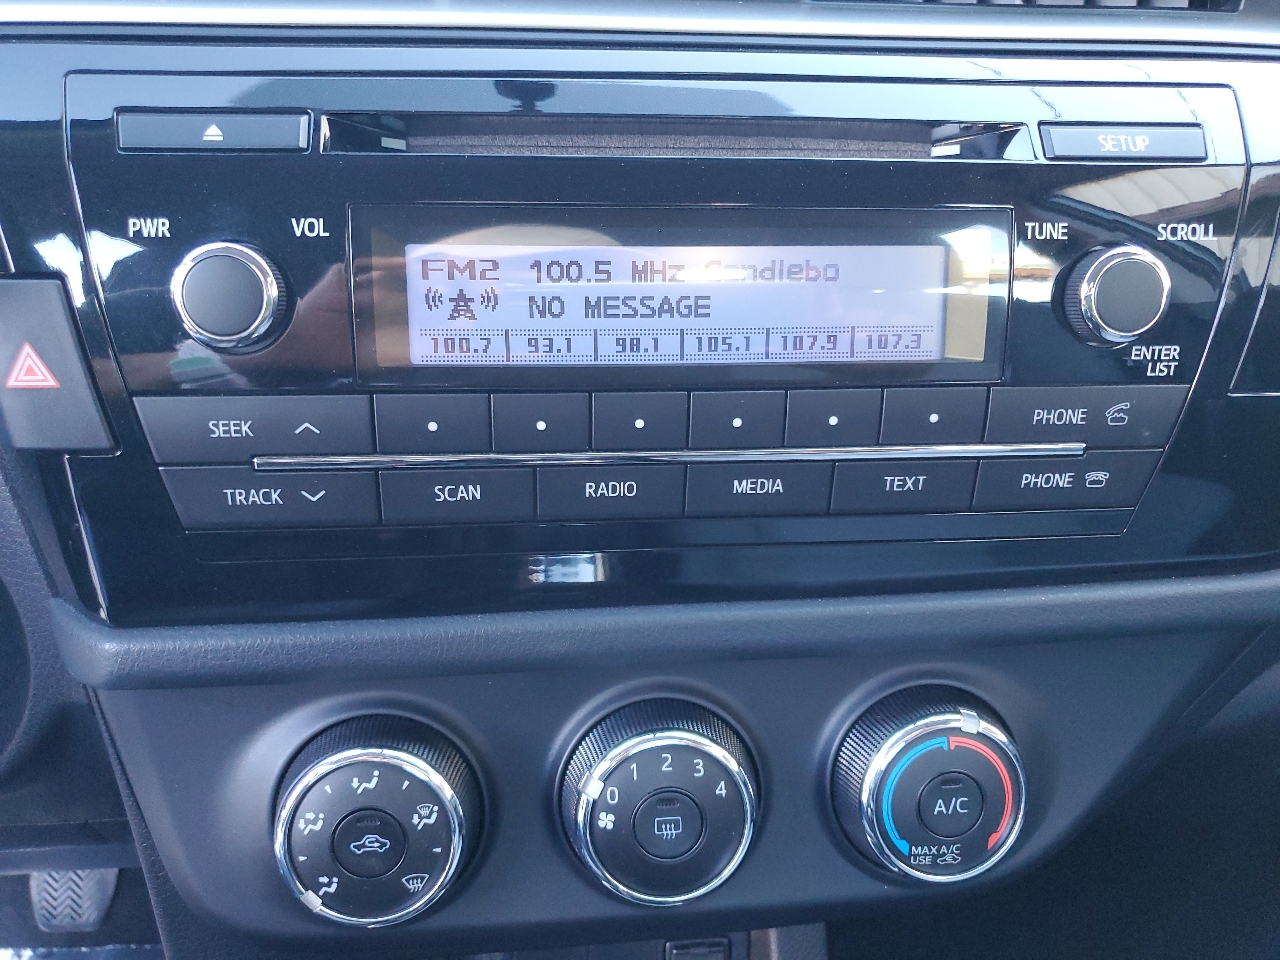 SETUP
PWR VOL
TUNE SCROLL
FM2 100.5 MHz Candlebo
NO MESSAGE
100.7 93.1 98.1 105.1 107.9 107.3
ENTER
LIST
SEEK
PHONE
TRACK SCAN RADIO MEDIA TEXT PHONE
0 1 2 3 4
A/C
MAX A/C
USE